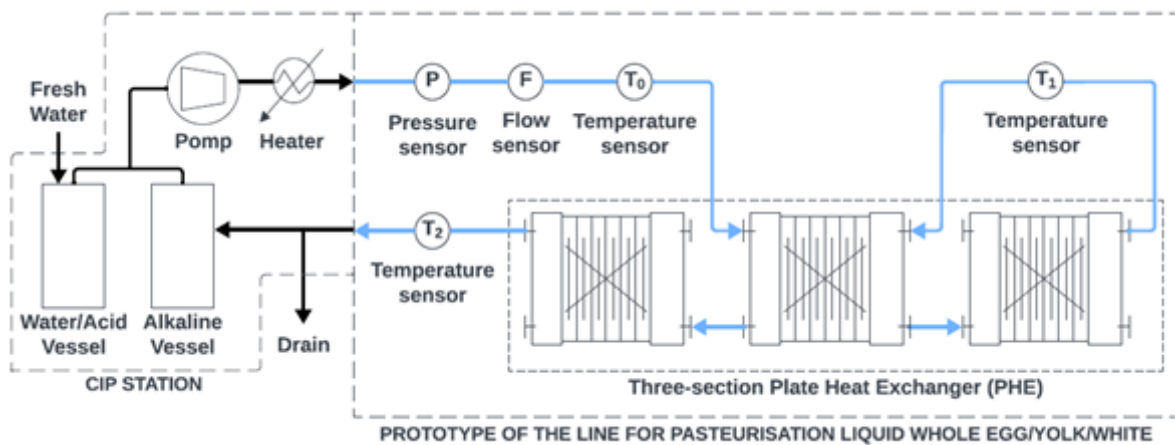 Fresh
Water
Pomp
Heater
P
Pressure
sensor
F
Flow
sensor
T0
Temperature
sensor
T1
Temperature
sensor
T2
Temperature
sensor
Water/Acid
Vessel
Alkaline
Vessel
Drain
CIP STATION
Three-section Plate Heat Exchanger (PHE)
PROTOTYPE OF THE LINE FOR PASTEURISATION LIQUID WHOLE EGG/YOLK/WHITE